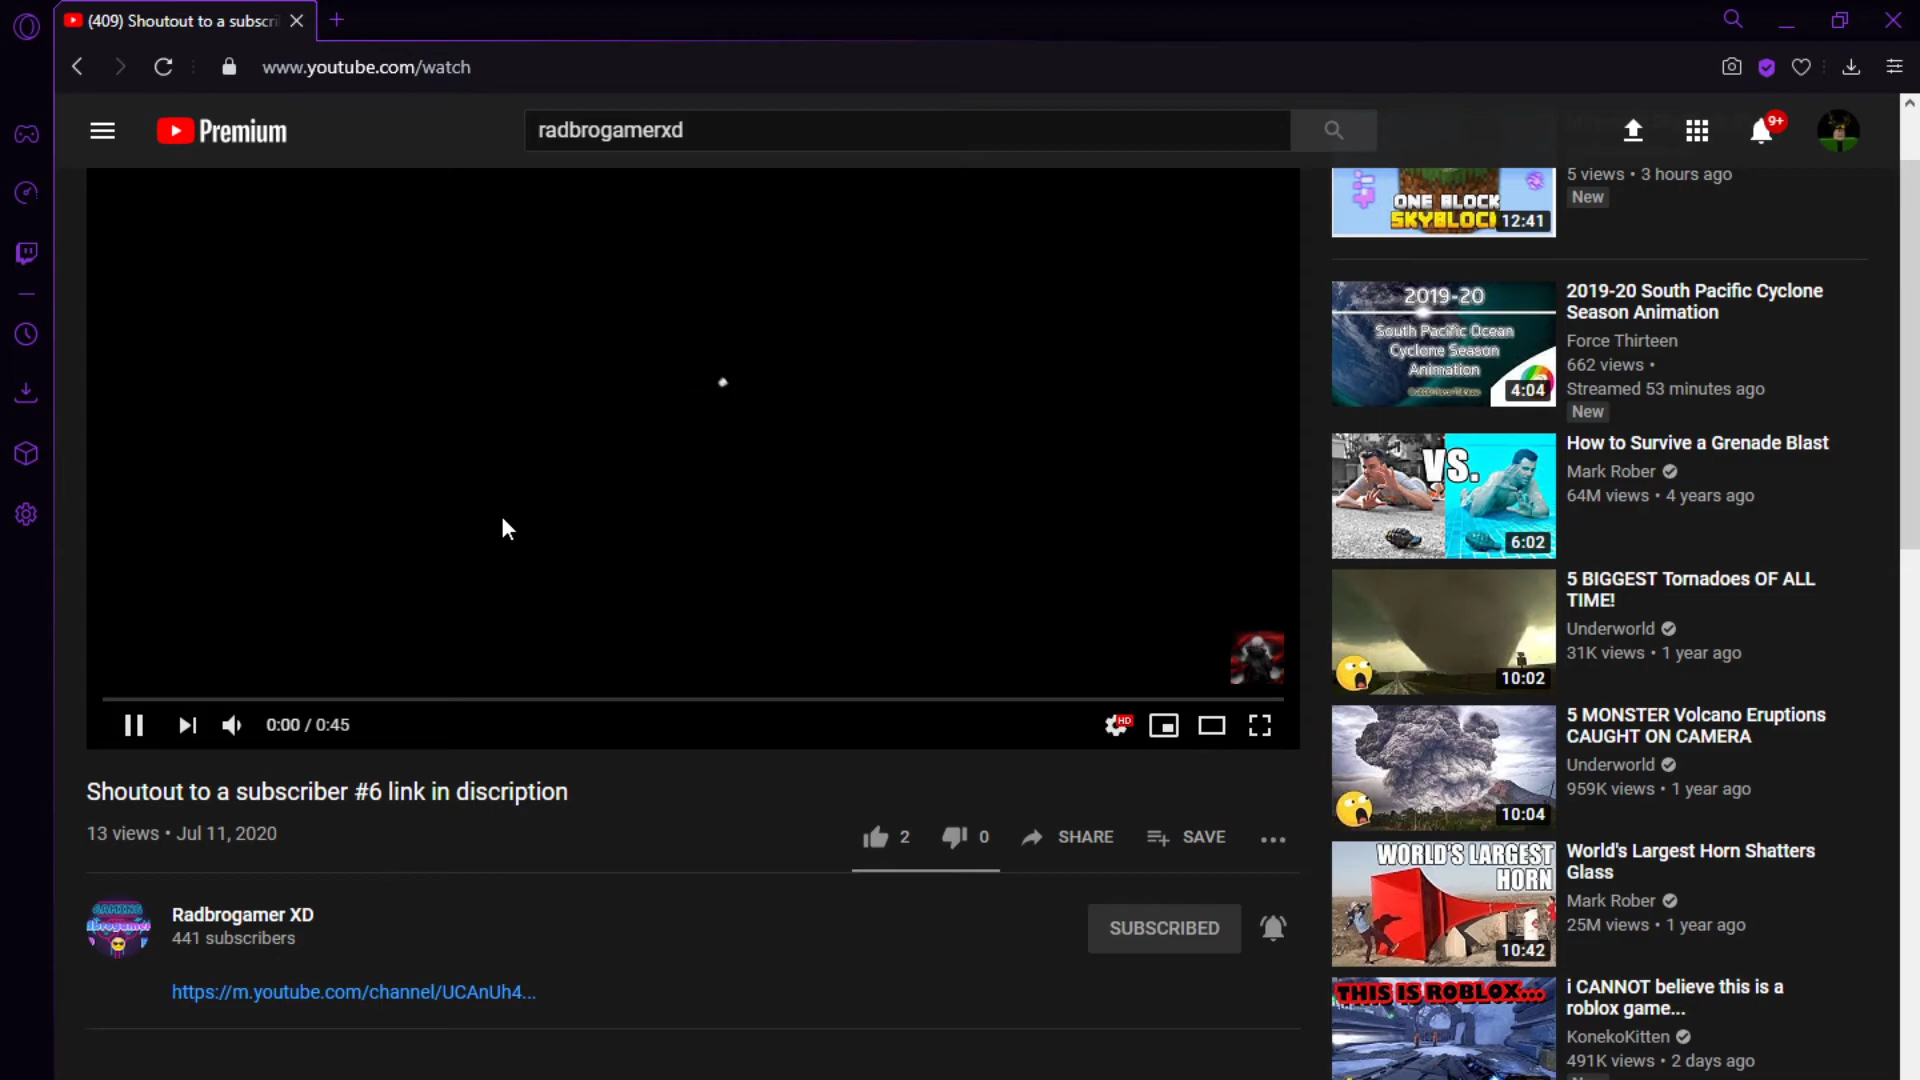 (409) Shoutout to a subscri
www.youtube.com/watch
Premium
radbrogamerxd
9+
ONE BLOCK
SKYBLOCK
12:41
5 views • 3 hours ago
New
2019-20
South Pacific Ocean
Cyclone Season
Animation
4:04
2019-20 South Pacific Cyclone
Season Animation
Force Thirteen
662 views •
Streamed 53 minutes ago
New
VS.
6:02
How to Survive a Grenade Blast
Mark Rober
64M views • 4 years ago
10:02
5 BIGGEST Tornadoes OF ALL
TIME!
Underworld
31K views • 1 year ago
10:04
5 MONSTER Volcano Eruptions
CAUGHT ON CAMERA
Underworld
959K views • 1 year ago
WORLD'S LARGEST
HORN
10:42
World's Largest Horn Shatters
Glass
Mark Rober
25M views • 1 year ago
THIS IS ROBLOX...
i CANNOT believe this is a
roblox game...
KonekoKitten
491K views • 2 days ago
0:00 / 0:45
HD
Shoutout to a subscriber #6 link in discription
13 views • Jul 11, 2020
2
0
SHARE
SAVE
GAMING
Radbrogamer XD
441 subscribers
SUBSCRIBED
https://m.youtube.com/channel/UCAnUh4...